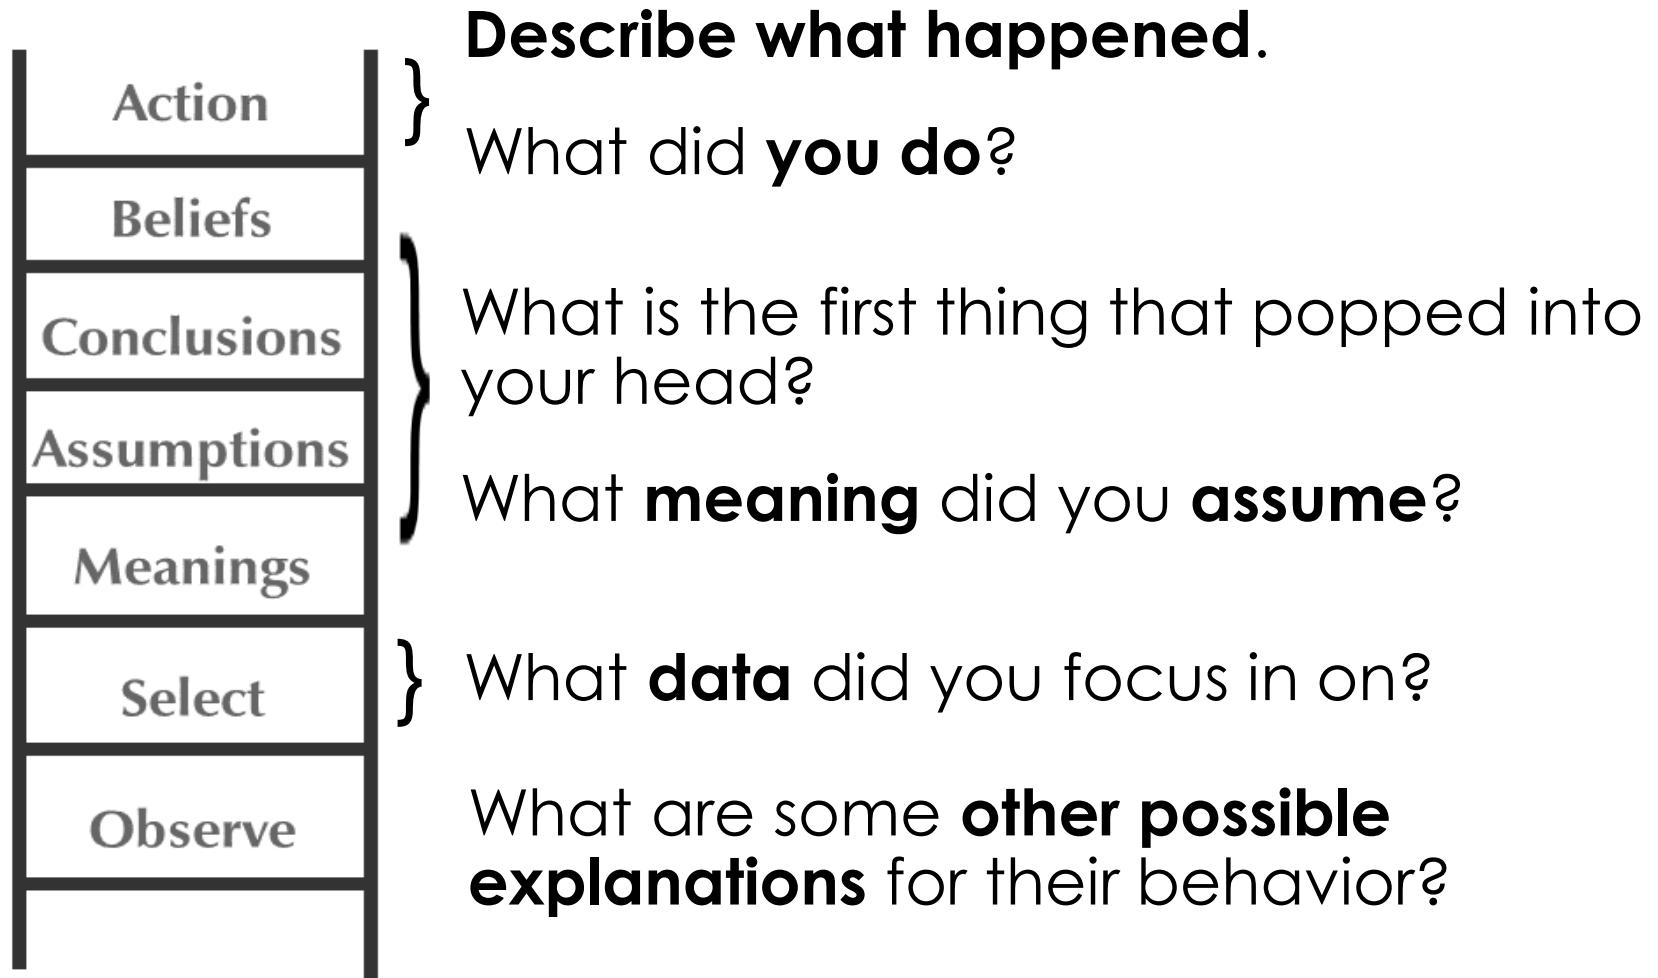 Describe what happened.
Action
}
What did you do?
Beliefs
}
What is the first thing that popped into
your head?
Conclusions
Assumptions
What meaning did you assume?
Meanings
Select
}
What data did you focus in on?
Observe
What are some other possible
explanations for their behavior?